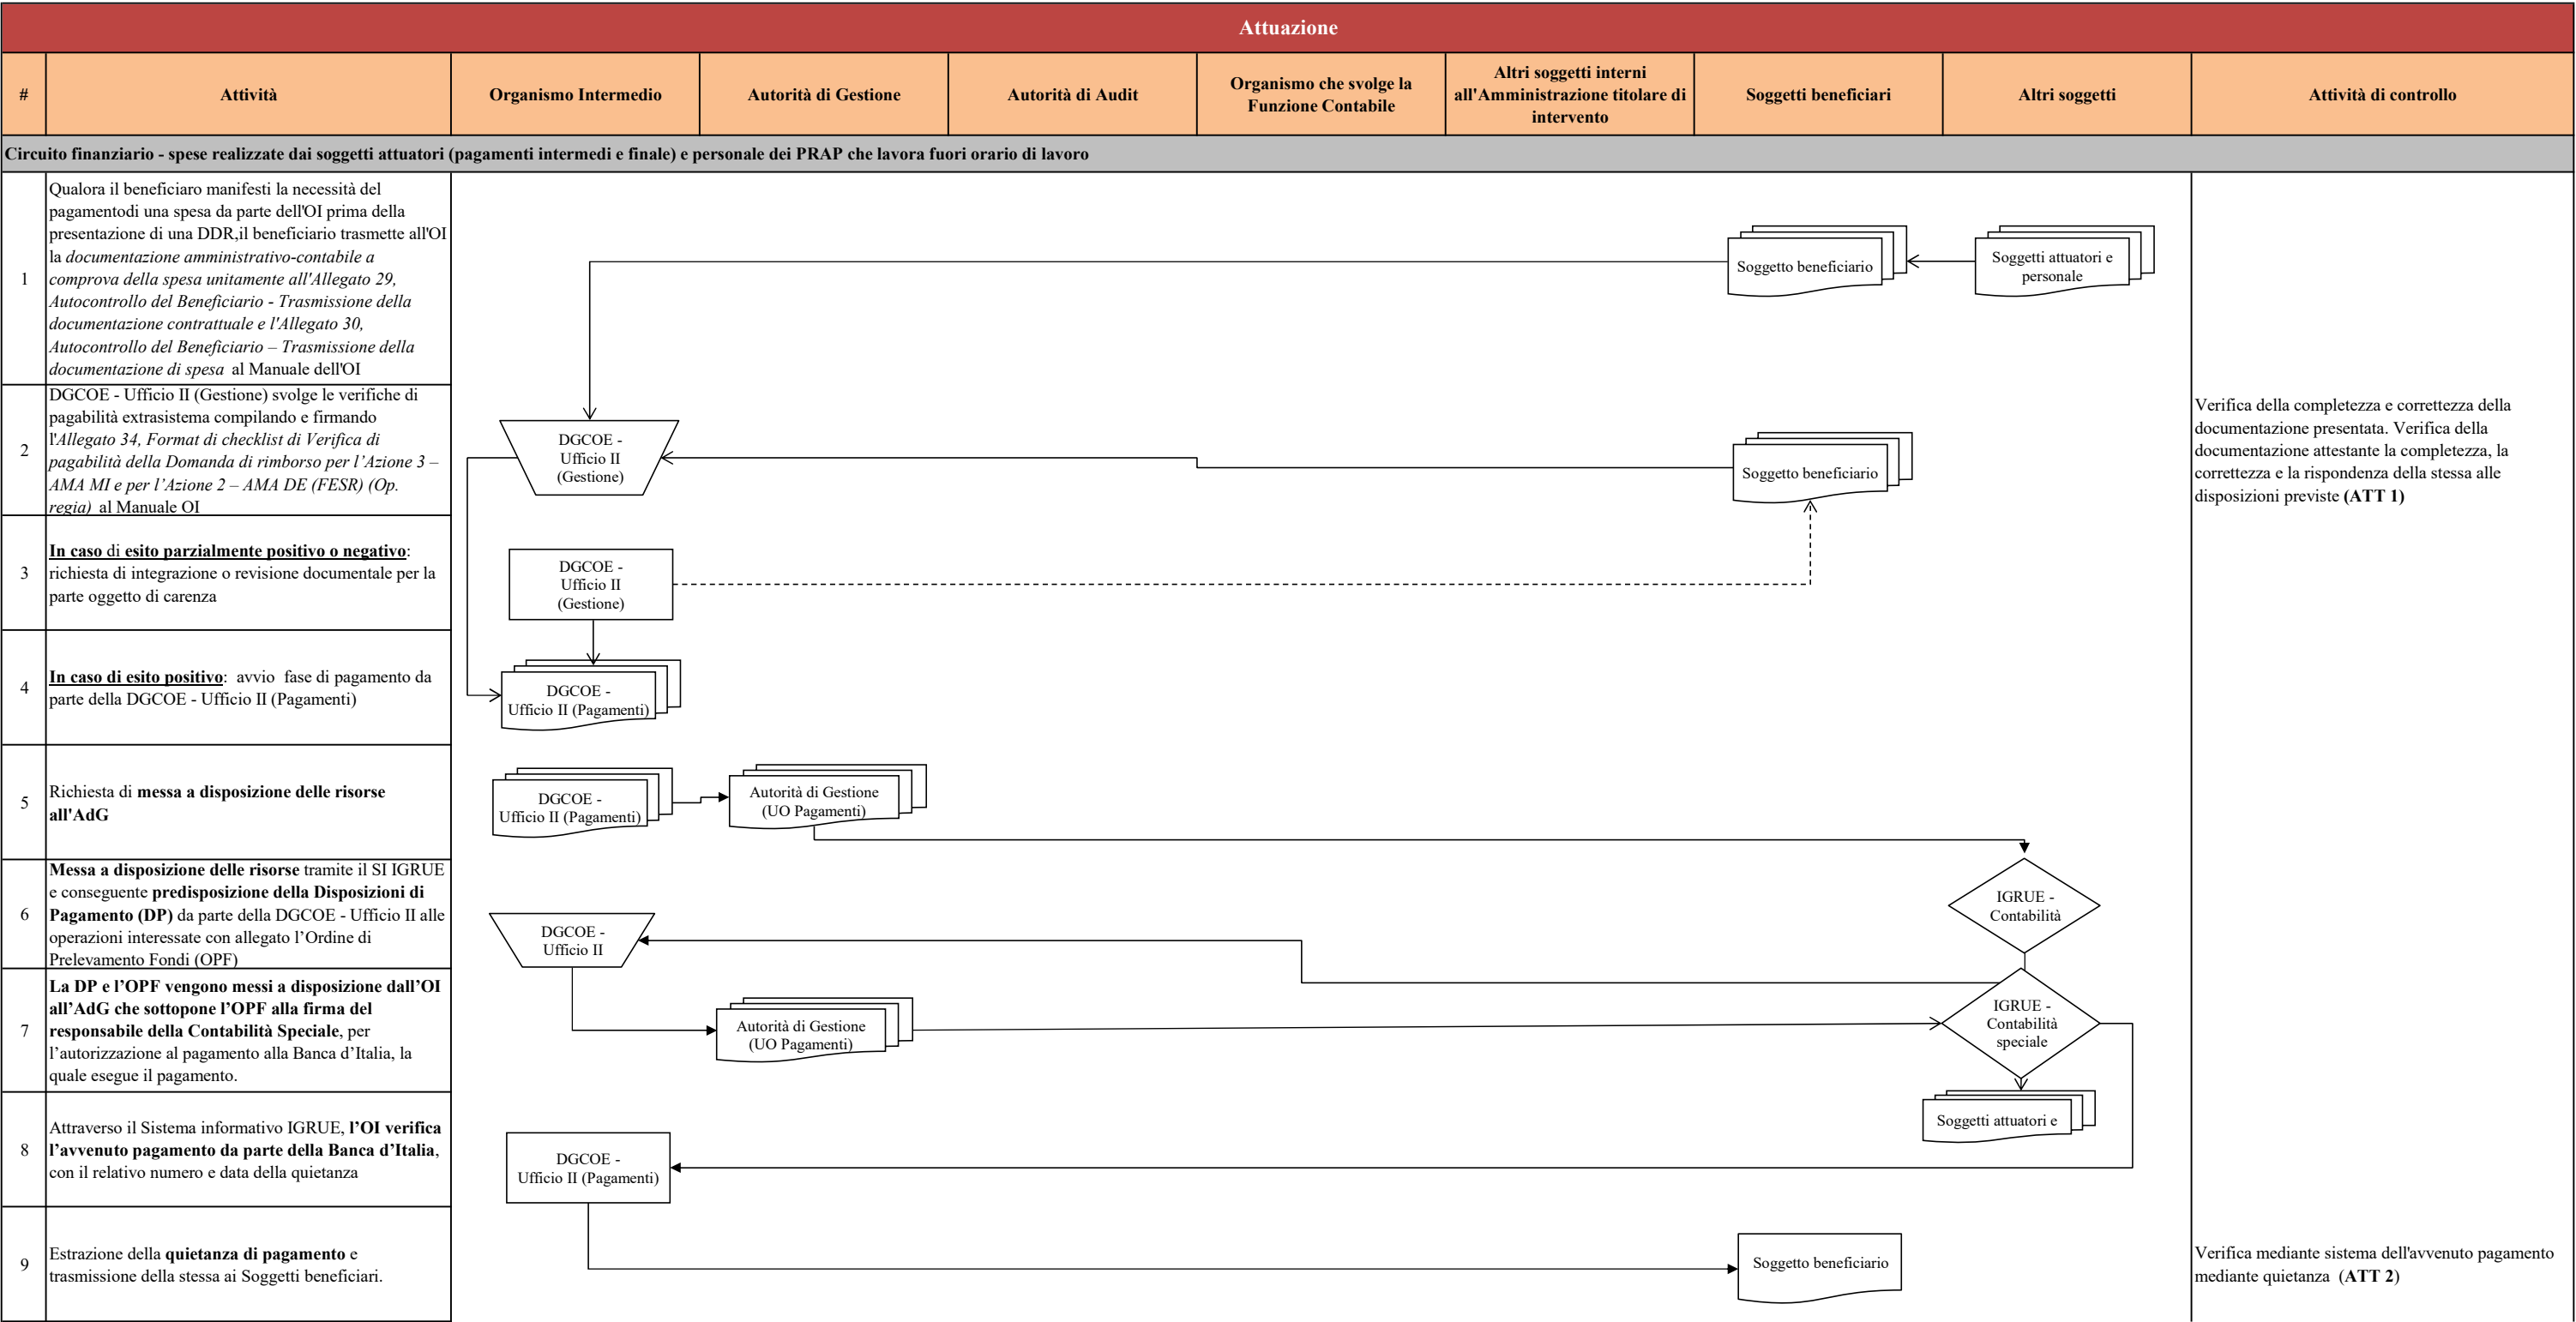 Attuazione
#
Attività
Organismo Intermedio
Autorità di Gestione
Autorità di Audit
Organismo che svolge la
Funzione Contabile
Altri soggetti interni
all'Amministrazione titolare di
intervento
Soggetti beneficiari
Altri soggetti
Attività di controllo
Circuito finanziario - spese realizzate dai soggetti attuatori (pagamenti intermedi e finale) e personale dei PRAP che lavora fuori orario di lavoro
1
Qualora il beneficiaro manifesti la necessità del
pagamentodi una spesa da parte dell'OI prima della
presentazione di una DDR,il beneficiario trasmette all'OI
la documentazione amministrativo-contabile a
comprova della spesa unitamente all'Allegato 29,
Autocontrollo del Beneficiario - Trasmissione della
documentazione contrattuale e l'Allegato 30,
Autocontrollo del Beneficiario – Trasmissione della
documentazione di spesa al Manuale dell'OI
Soggetto beneficiario
Soggetti attuatori e
personale
2
DGCOE - Ufficio II (Gestione) svolge le verifiche di
pagabilità extrasistema compilando e firmando
l'Allegato 34, Format di checklist di Verifica di
pagabilità della Domanda di rimborso per l'Azione 3 –
AMA MI e per l'Azione 2 – AMA DE (FESR) (Op.
regia) al Manuale OI
DGCOE -
Ufficio II
(Gestione)
Soggetto beneficiario
Verifica della completezza e correttezza della
documentazione presentata. Verifica della
documentazione attestante la completezza, la
correttezza e la rispondenza della stessa alle
disposizioni previste (ATT 1)
3
In caso di esito parzialmente positivo o negativo:
richiesta di integrazione o revisione documentale per la
parte oggetto di carenza
DGCOE -
Ufficio II
(Gestione)
4
In caso di esito positivo: avvio fase di pagamento da
parte della DGCOE - Ufficio II (Pagamenti)
DGCOE -
Ufficio II (Pagamenti)
5
Richiesta di messa a disposizione delle risorse
all'AdG
DGCOE -
Ufficio II (Pagamenti)
Autorità di Gestione
(UO Pagamenti)
6
Messa a disposizione delle risorse tramite il SI IGRUE
e conseguente predisposizione della Disposizioni di
Pagamento (DP) da parte della DGCOE - Ufficio II alle
operazioni interessate con allegato l'Ordine di
Prelevamento Fondi (OPF)
DGCOE -
Ufficio II
IGRUE -
Contabilità
7
La DP e l'OPF vengono messi a disposizione dall'OI
all'AdG che sottopone l'OPF alla firma del
responsabile della Contabilità Speciale, per
l'autorizzazione al pagamento alla Banca d'Italia, la
quale esegue il pagamento.
Autorità di Gestione
(UO Pagamenti)
IGRUE -
Contabilità
speciale
8
Attraverso il Sistema informativo IGRUE, l'OI verifica
l'avvenuto pagamento da parte della Banca d'Italia,
con il relativo numero e data della quietanza
DGCOE -
Ufficio II (Pagamenti)
Soggetti attuatori e
9
Estrazione della quietanza di pagamento e
trasmissione della stessa ai Soggetti beneficiari.
Soggetto beneficiario
Verifica mediante sistema dell'avvenuto pagamento
mediante quietanza (ATT 2)